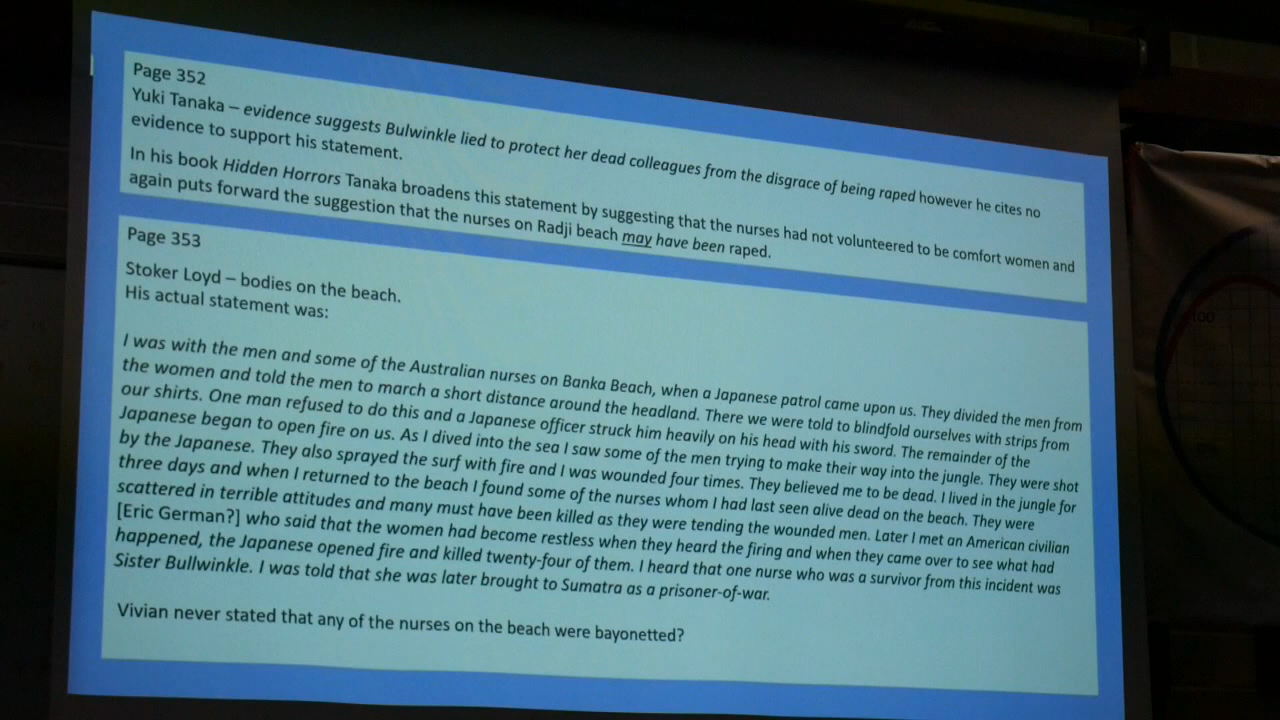 Page 352
Yuki Tanaka – evidence suggests Bulwinkle lied to protect her dead colleagues from the disgrace of being raped however he cites no
evidence to support his statement.
In his book Hidden Horrors Tanaka broadens this statement by suggesting that the nurses had not volunteered to be comfort women and
again puts forward the suggestion that the nurses on Radji beach may have been raped.
Page 353
Stoker Loyd – bodies on the beach.
His actual statement was:
I was with the men and some of the Australian nurses on Banka Beach, when a Japanese patrol came upon us. They divided the men from
the women and told the men to march a short distance around the headland. There we were told to blindfold ourselves with strips from
our shirts. One man refused to do this and a Japanese officer struck him heavily on his head with his sword. The remainder of the
Japanese began to open fire on us. As I dived into the sea I saw some of the men trying to make their way into the jungle. They were shot
by the Japanese. They also sprayed the surf with fire and I was wounded four times. They believed me to be dead. I lived in the jungle for
three days and when I returned to the beach I found some of the nurses whom I had last seen alive dead on the beach. They were
scattered in terrible attitudes and many must have been killed as they were tending the wounded men. Later I met an American civilian
[Eric German?] who said that the women had become restless when they heard the firing and when they came over to see what had
happened, the Japanese opened fire and killed twenty-four of them. I heard that one nurse who was a survivor from this incident was
Sister Bullwinkle. I was told that she was later brought to Sumatra as a prisoner-of-war.
Vivian never stated that any of the nurses on the beach were bayonetted?
100